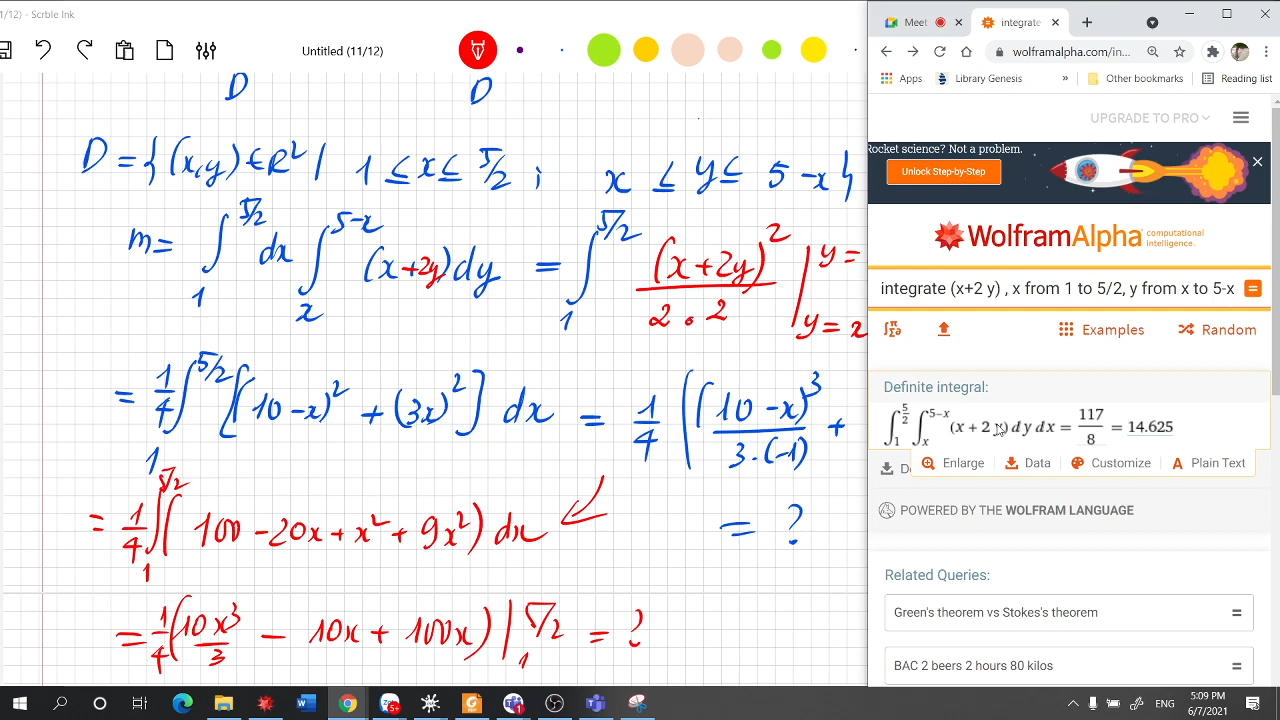 1/12) - Scrble Ink
Untitled (11/12)
D D
D = { (x,y) ∈ R² | 1 ≤ x ≤ 5/2 ; x ≤ y ≤ 5-x }
m = ∫₁^{5/2} dx ∫ₓ^{5-x} (x+2y)dy = ∫₁^{5/2} (x+2y)²/(2.2) | y= y=x
= 1/4 ∫₁^{5/2} [(10-x)² + (3x)²] dx = 1/4 ((10-x)³/(3.(-1)) +
= 1/4 ∫₁^{5/2} (100 - 20x + x² + 9x²) dx = ?
= 1/4 (10x³/3 - 10x + 100x) |₁^{5/2} = ?
Meet
integrate
wolframalpha.com/in...
Apps
Library Genesis
»
Other bookmarks
Reading list
UPGRADE TO PRO
Rocket science? Not a problem.
Unlock Step-by-Step
WolframAlpha computational intelligence.
integrate (x+2 y) , x from 1 to 5/2, y from x to 5-x
Examples
Random
Definite integral:
∫₁^{5/2} ∫ₓ^{5-x} (x + 2 y) dy dx = 117/8 = 14.625
Enlarge
Data
Customize
Plain Text
POWERED BY THE WOLFRAM LANGUAGE
Related Queries:
Green's theorem vs Stokes's theorem =
BAC 2 beers 2 hours 80 kilos =
5+
1
ENG
5:09 PM
6/7/2021